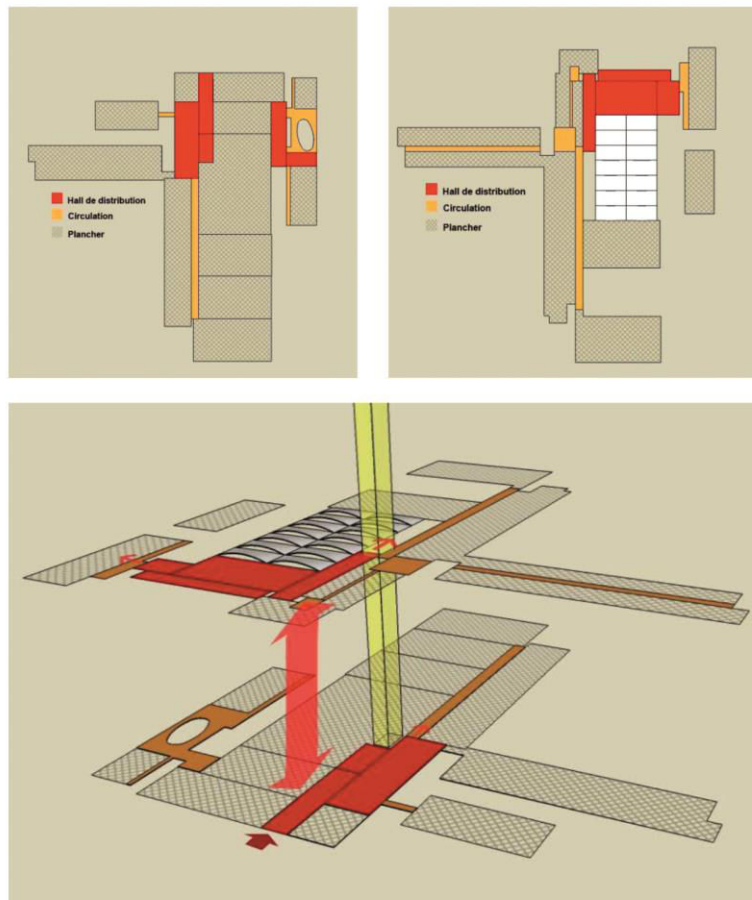 Hall de distribution
Circulation
Plancher
Hall de distribution
Circulation
Plancher